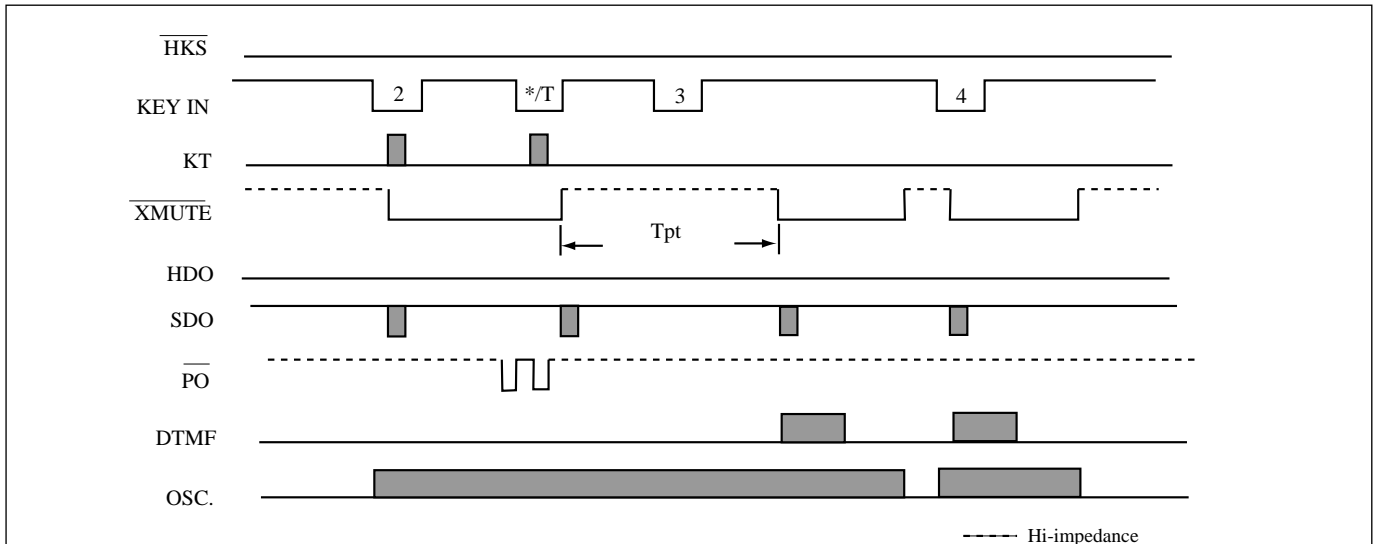 HKS
KEY IN
2
*/T
3
4
KT
XMUTE
Tpt
HDO
SDO
PO
DTMF
OSC.
Hi-impedance